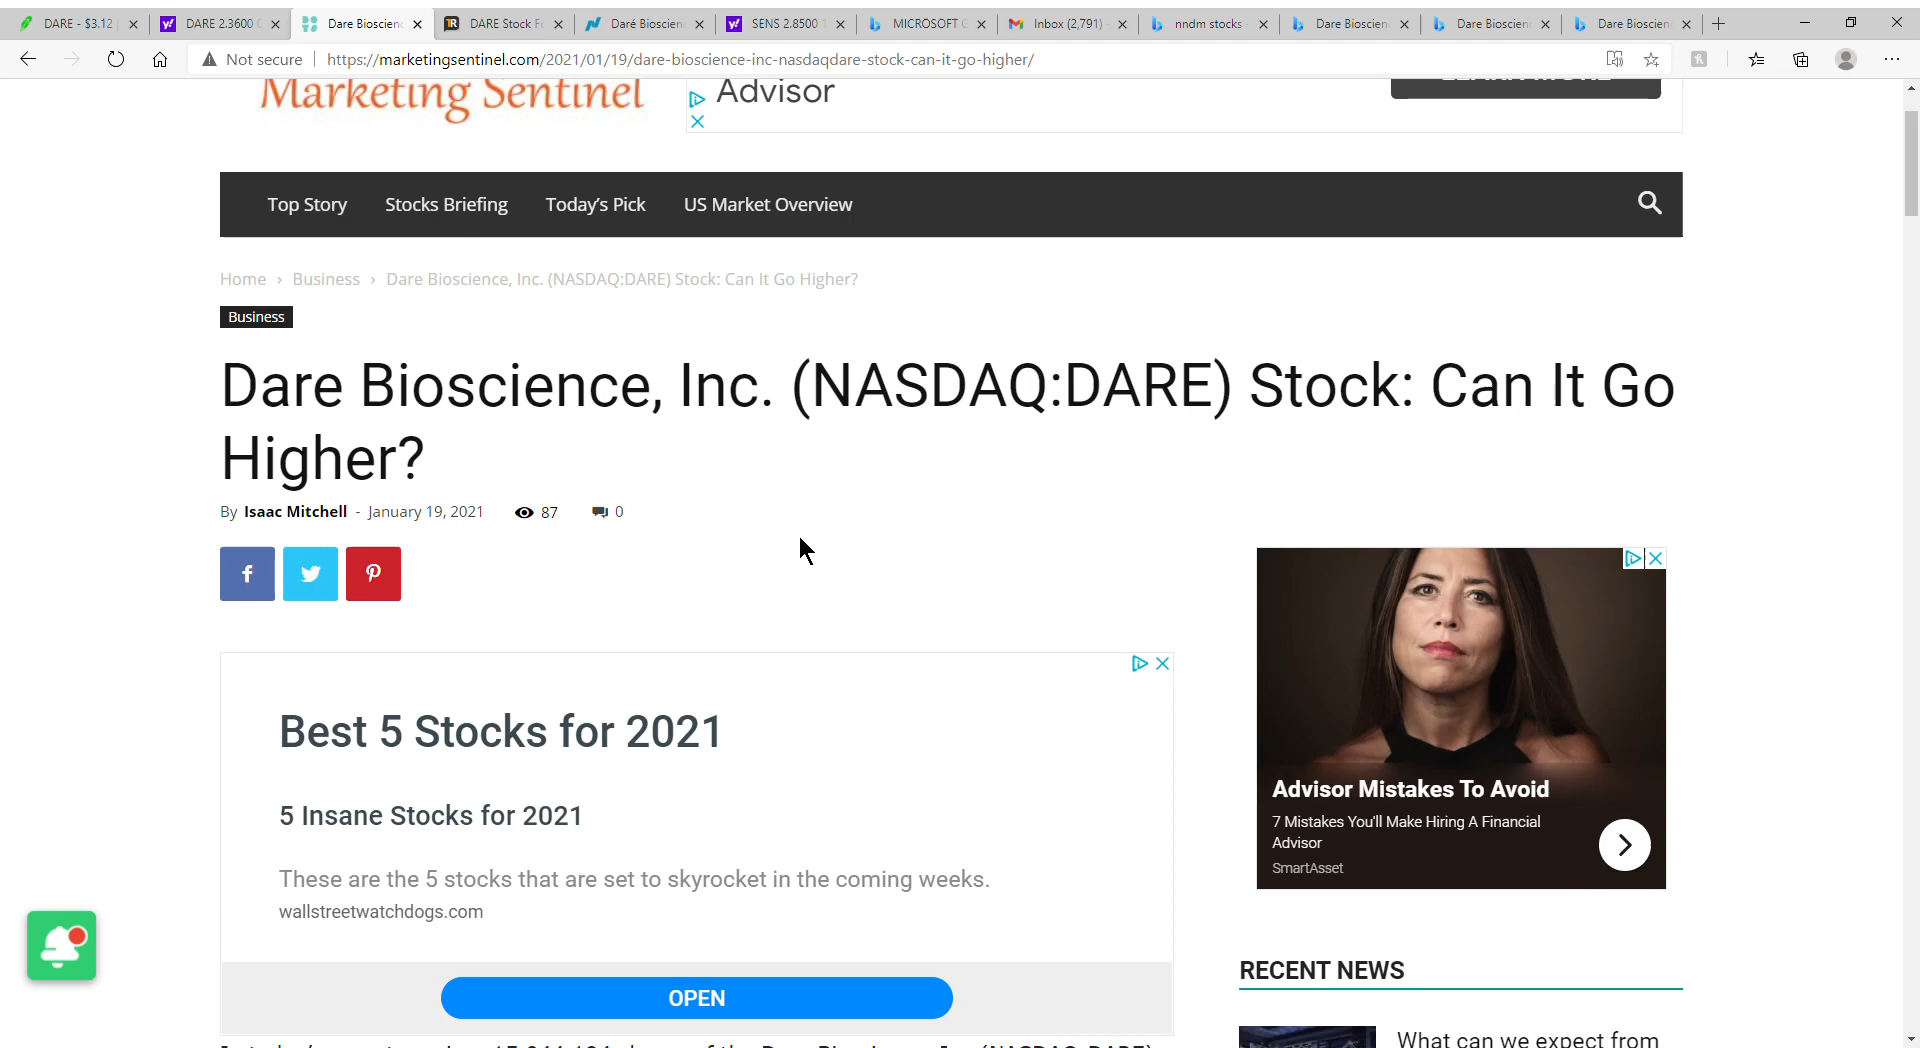 DARE - $3.12
DARE 2.3600
Dare Bioscien
DARE Stock Fo
Daré Bioscien
SENS 2.8500
MICROSOFT
Inbox (2,791)
nndm stocks
Dare Bioscien
Dare Bioscien
Dare Bioscien
Not secure
https://marketingsentinel.com/2021/01/19/dare-bioscience-inc-nasdaqdare-stock-can-it-go-higher/
Marketing Sentinel
Advisor
LEARN MORE
Top Story
Stocks Briefing
Today's Pick
US Market Overview
Home › Business › Dare Bioscience, Inc. (NASDAQ:DARE) Stock: Can It Go Higher?
Business
Dare Bioscience, Inc. (NASDAQ:DARE) Stock: Can It Go
Higher?
By Isaac Mitchell - January 19, 2021 87 0
Best 5 Stocks for 2021
5 Insane Stocks for 2021
These are the 5 stocks that are set to skyrocket in the coming weeks.
wallstreetwatchdogs.com
OPEN
Advisor Mistakes To Avoid
7 Mistakes You'll Make Hiring A Financial
Advisor
SmartAsset
RECENT NEWS
What can we expect from